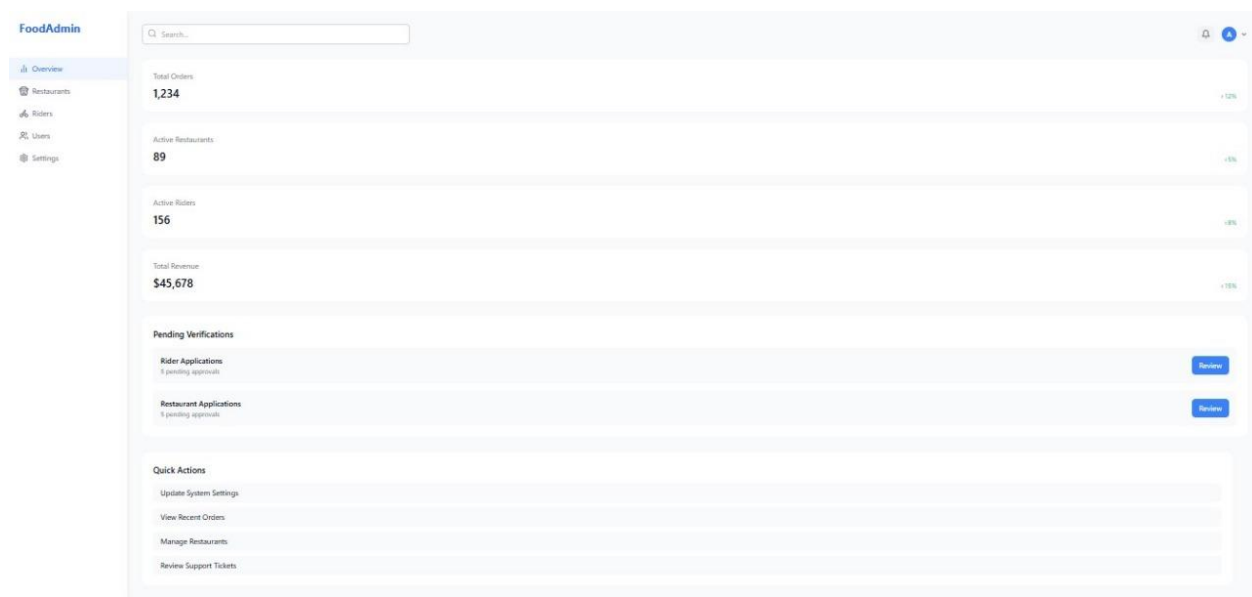 FoodAdmin
Search...
A
Overview
Restaurants
Riders
Users
Settings
Total Orders
1,234
+12%
Active Restaurants
89
+5%
Active Riders
156
+8%
Total Revenue
$45,678
+15%
Pending Verifications
Rider Applications
pending approvals
Review
Restaurant Applications
5 pending approvals
Review
Quick Actions
Update System Settings
View Recent Orders
Manage Restaurants
Review Support Tickets